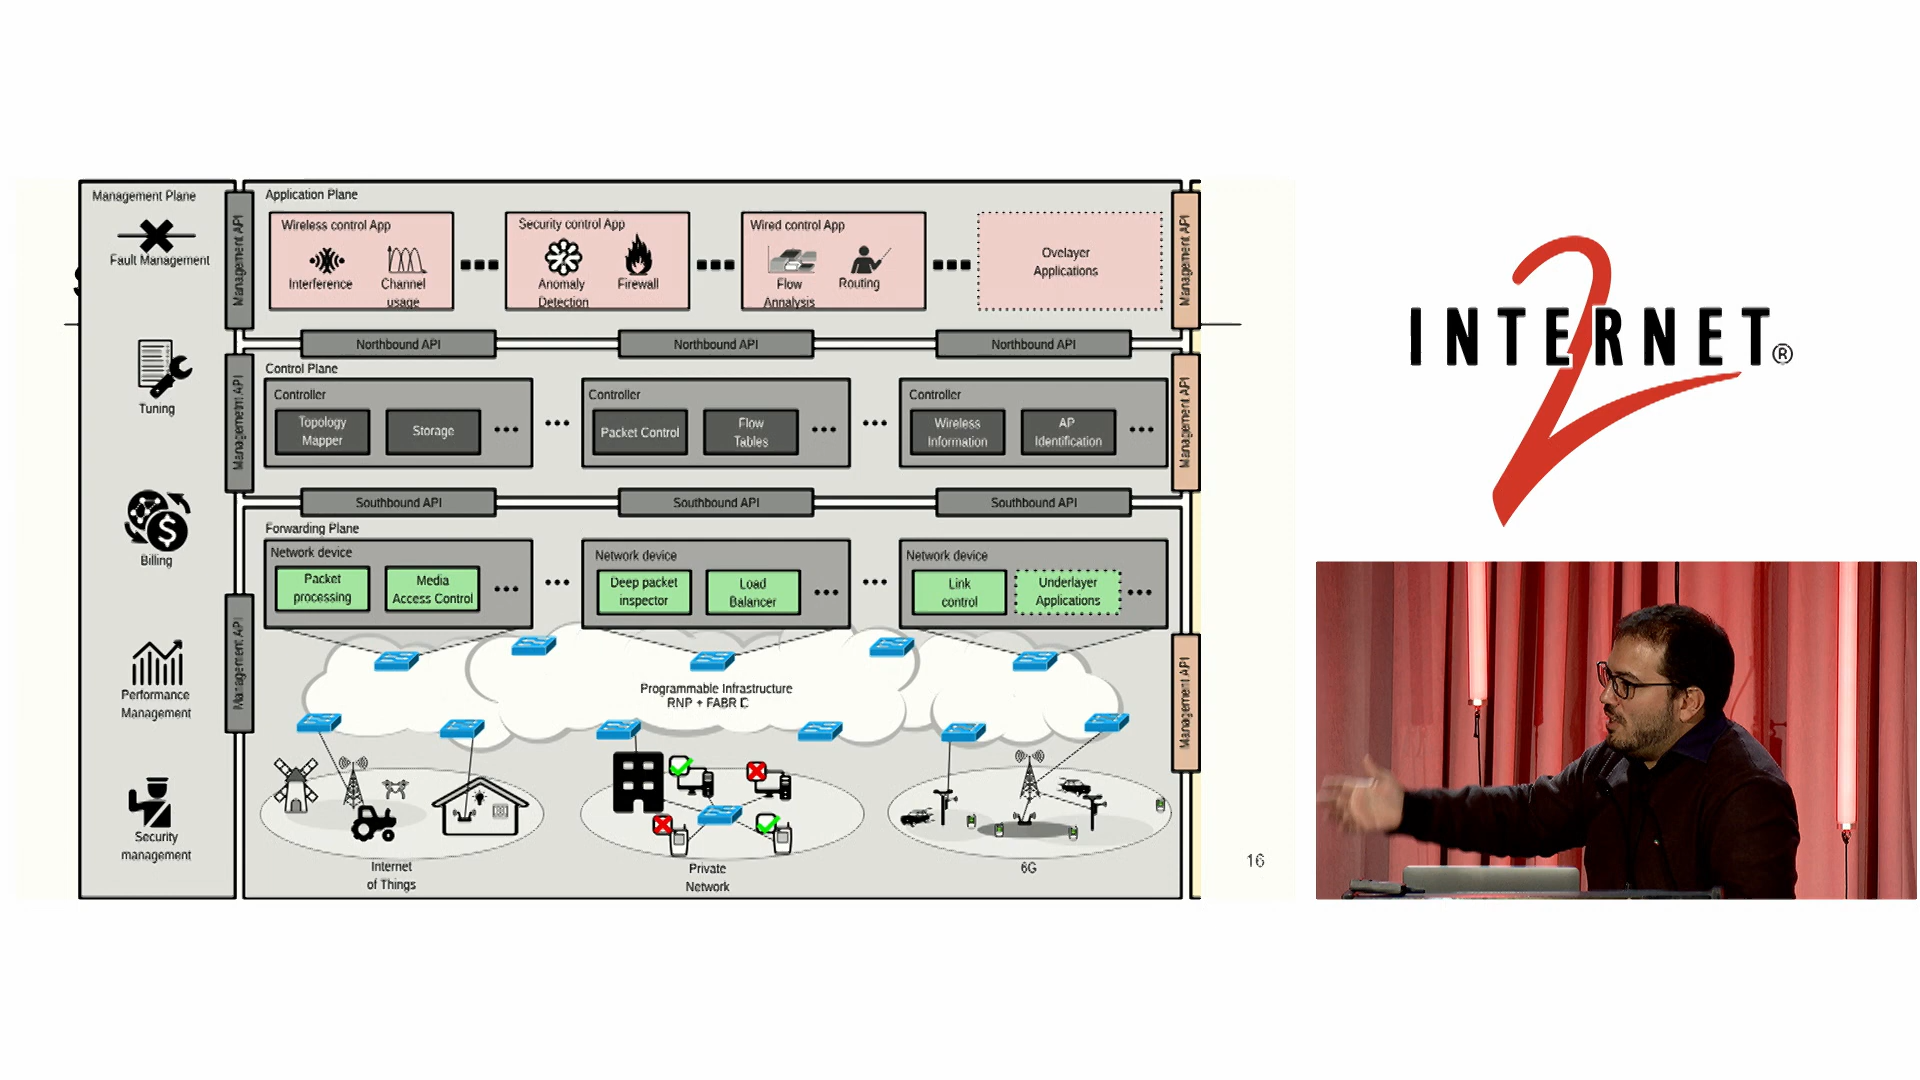 Management Plane
Fault Management
Tuning
Billing
Performance
Management
Security
management
Management API
Management API
Management API
Application Plane
Wireless control App
Interference
Channel
usage
Security control App
Anomaly
Detection
Firewall
Wired control App
Flow
Annalysis
Routing
Ovelayer
Applications
Northbound API
Northbound API
Northbound API
Control Plane
Controller
Topology
Mapper
Storage
Controller
Packet Control
Flow
Tables
Controller
Wireless
Information
AP
Identification
Southbound API
Southbound API
Southbound API
Forwarding Plane
Network device
Packet
processing
Media
Access Control
Network device
Deep packet
inspector
Load
Balancer
Network device
Link
control
Underlayer
Applications
Programmable Infrastructure
RNP + FABRIC
Internet
of Things
Private
Network
6G
Management API
Management API
Management API
16
INTERNET®
2